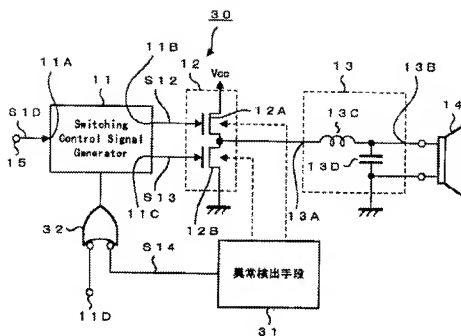 30
11A
11
11B
S12
12
Vcc
12A
13
13C
13B
14
S1D
15
Switching
Control Signal
Generator
11C
S13
12B
13D
13A
32
S14
11D
異常検出手段
31